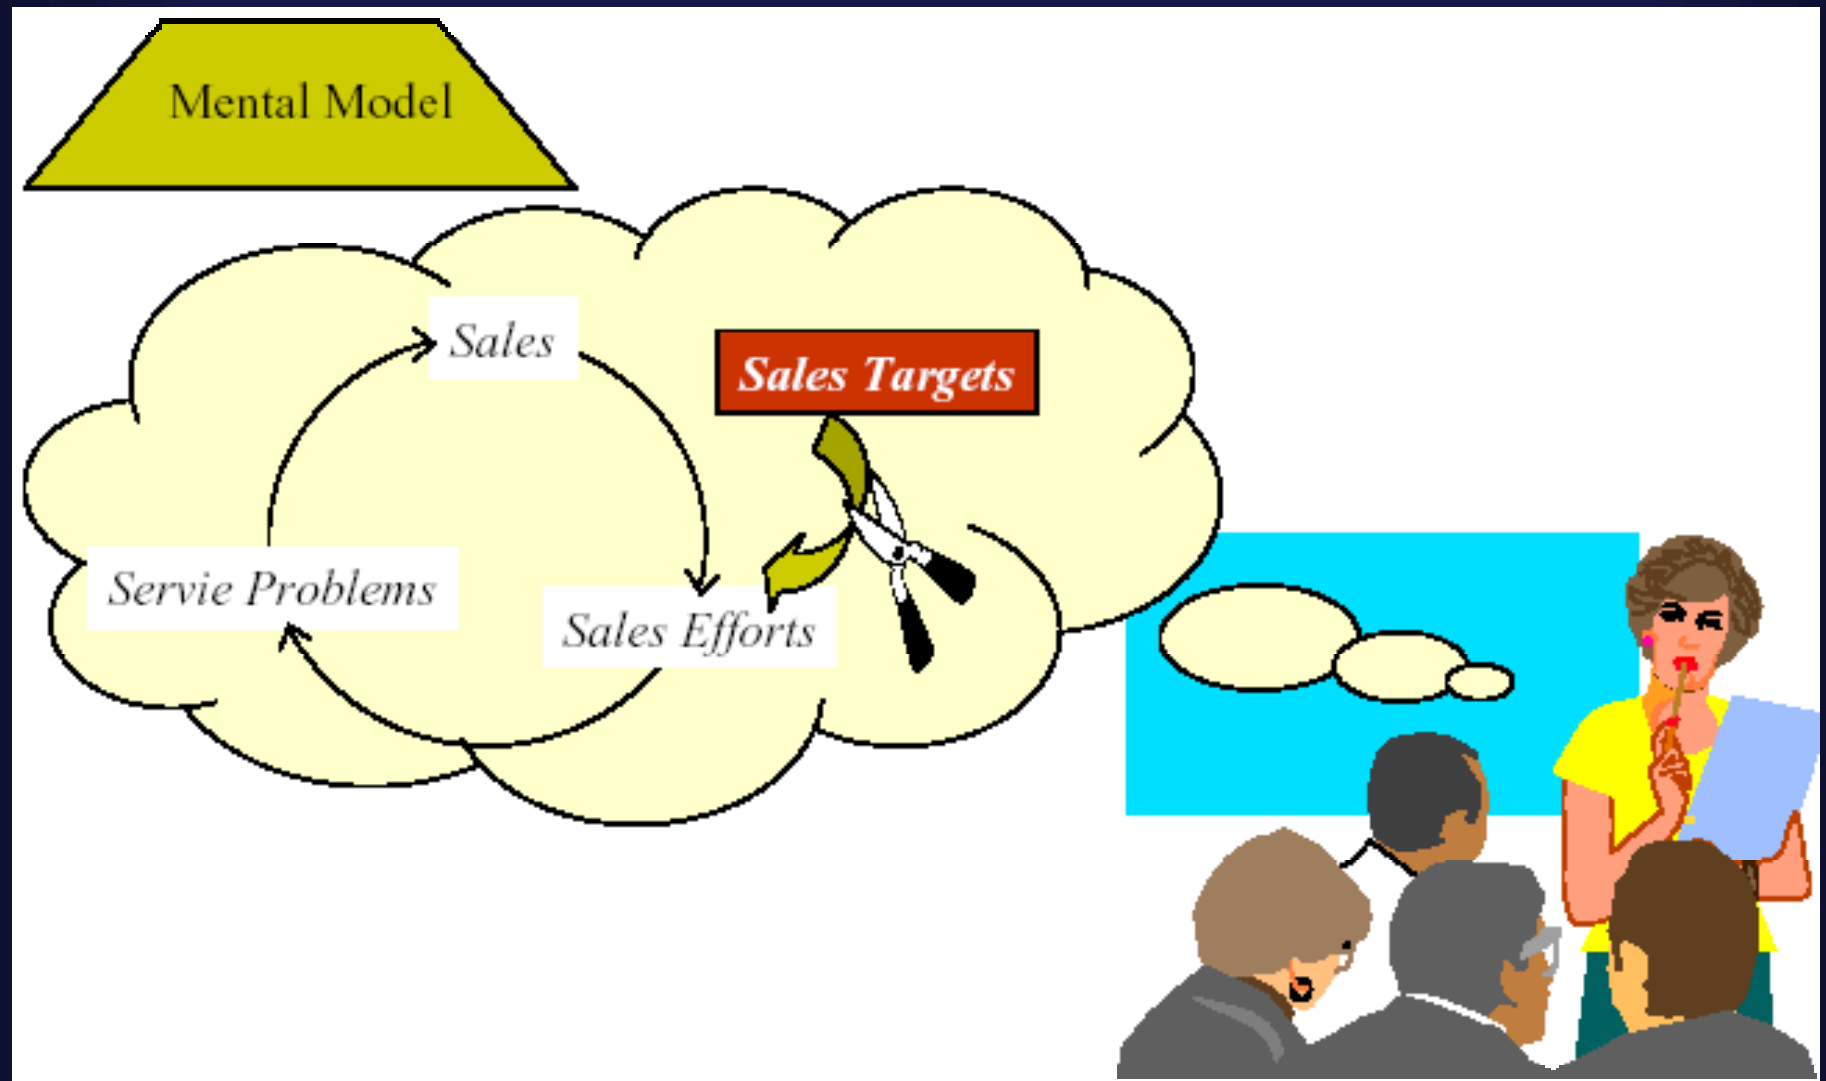 Mental Model
Sales
Sales Targets
Servie Problems
Sales Efforts